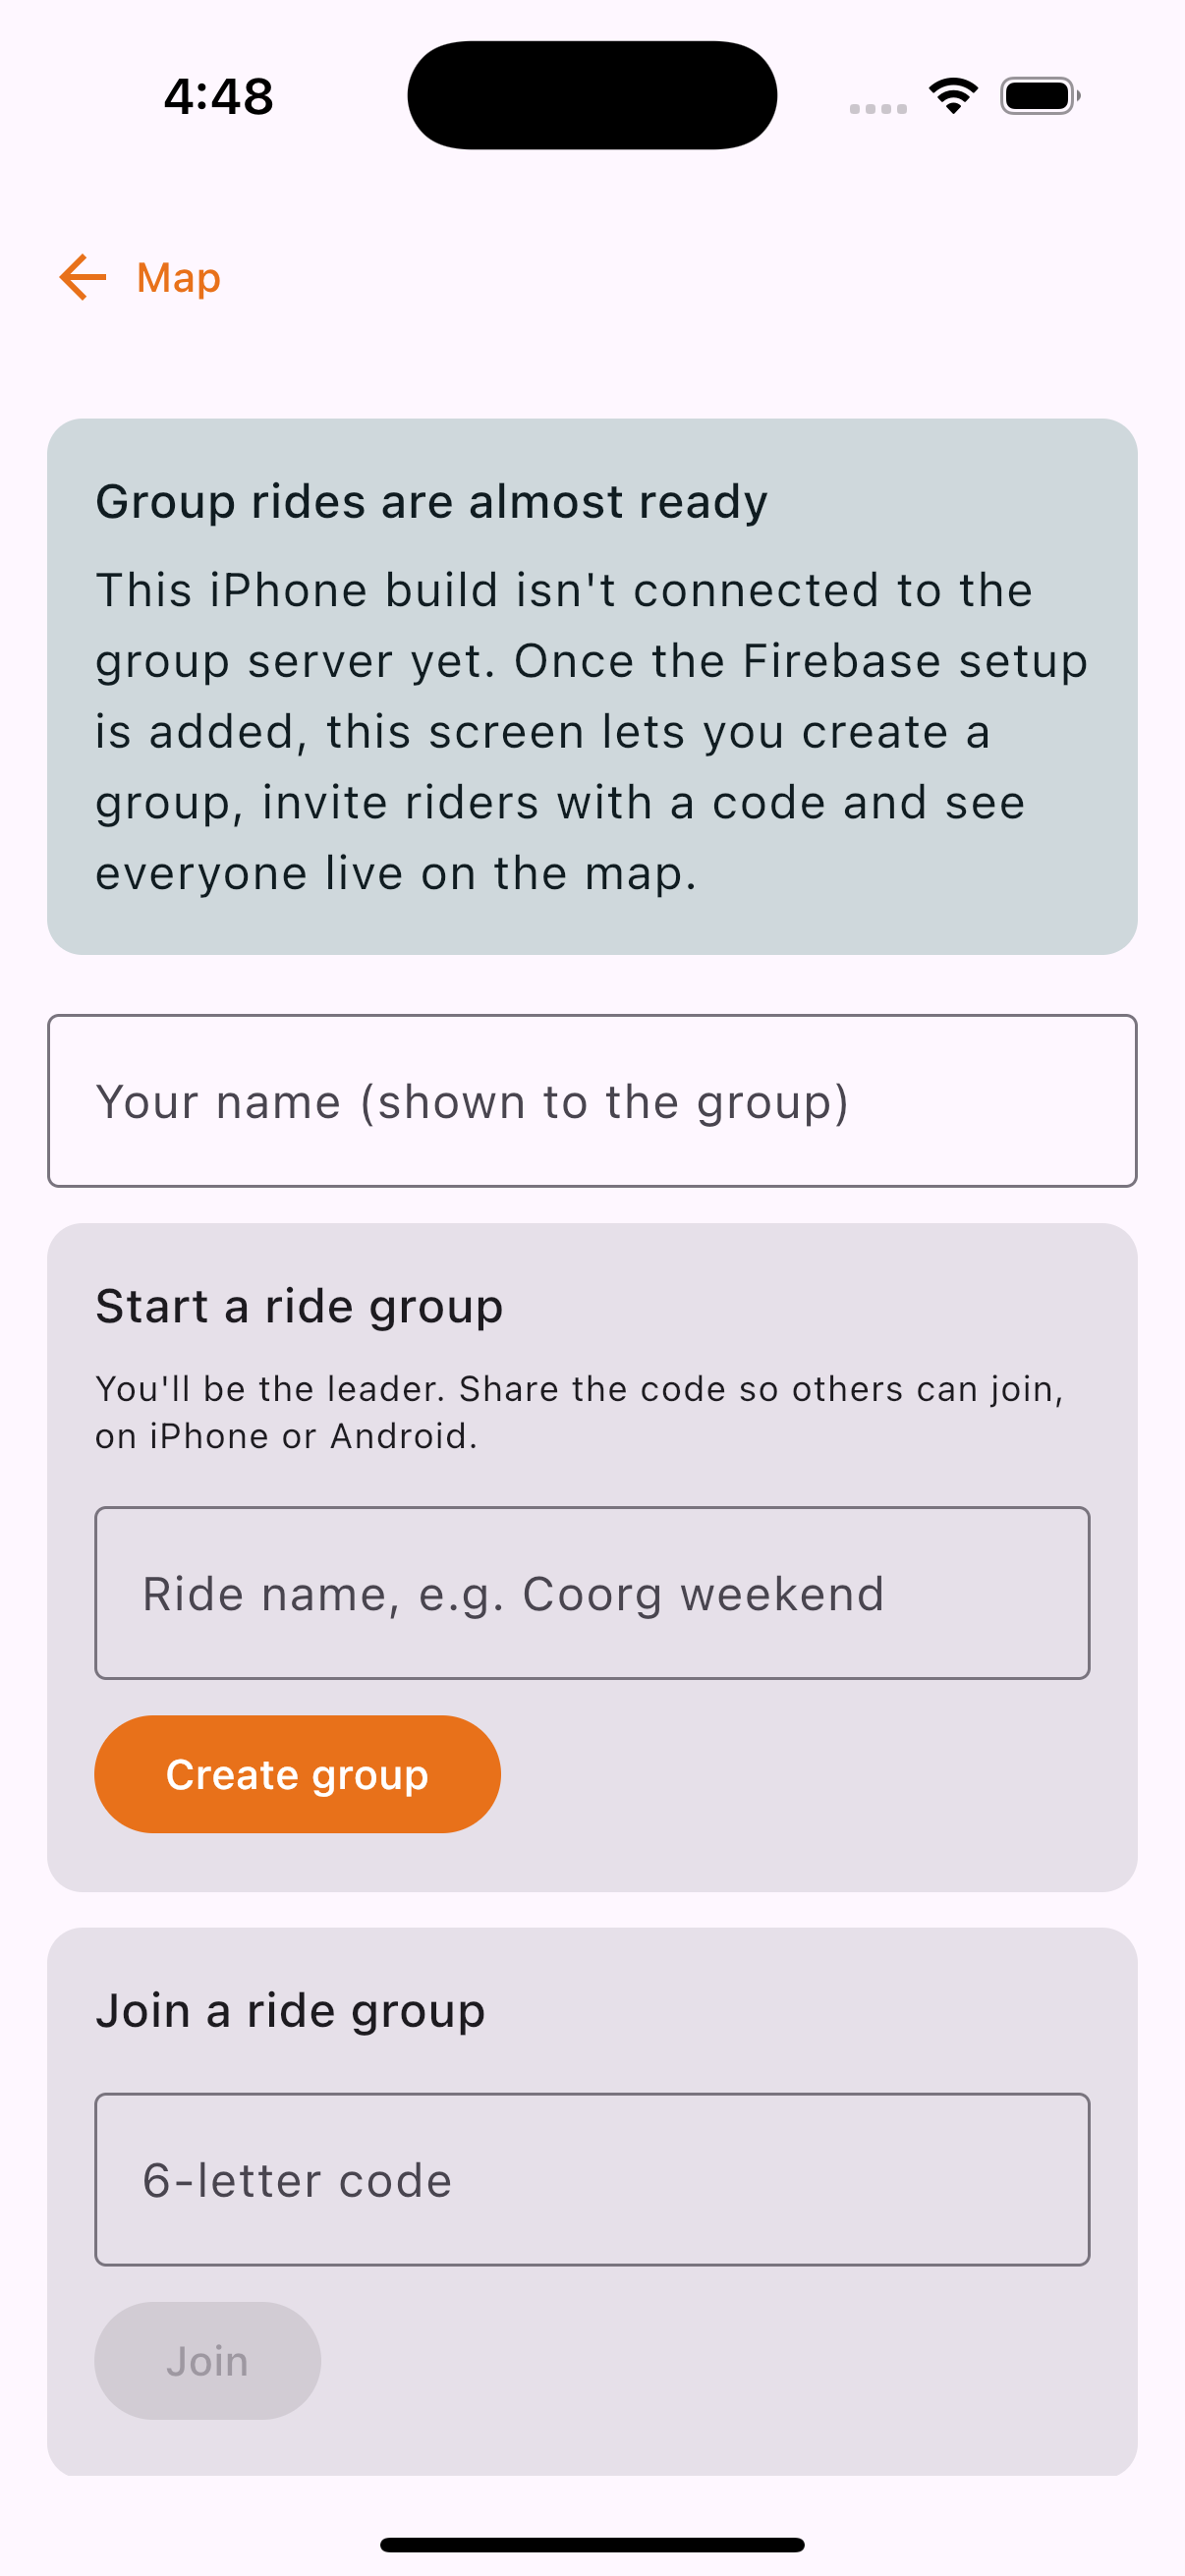 4:48
Map
Group rides are almost ready
This iPhone build isn't connected to the
group server yet. Once the Firebase setup
is added, this screen lets you create a
group, invite riders with a code and see
everyone live on the map.
Your name (shown to the group)
Start a ride group
You'll be the leader. Share the code so others can join,
on iPhone or Android.
Ride name, e.g. Coorg weekend
Create group
Join a ride group
6-letter code
Join